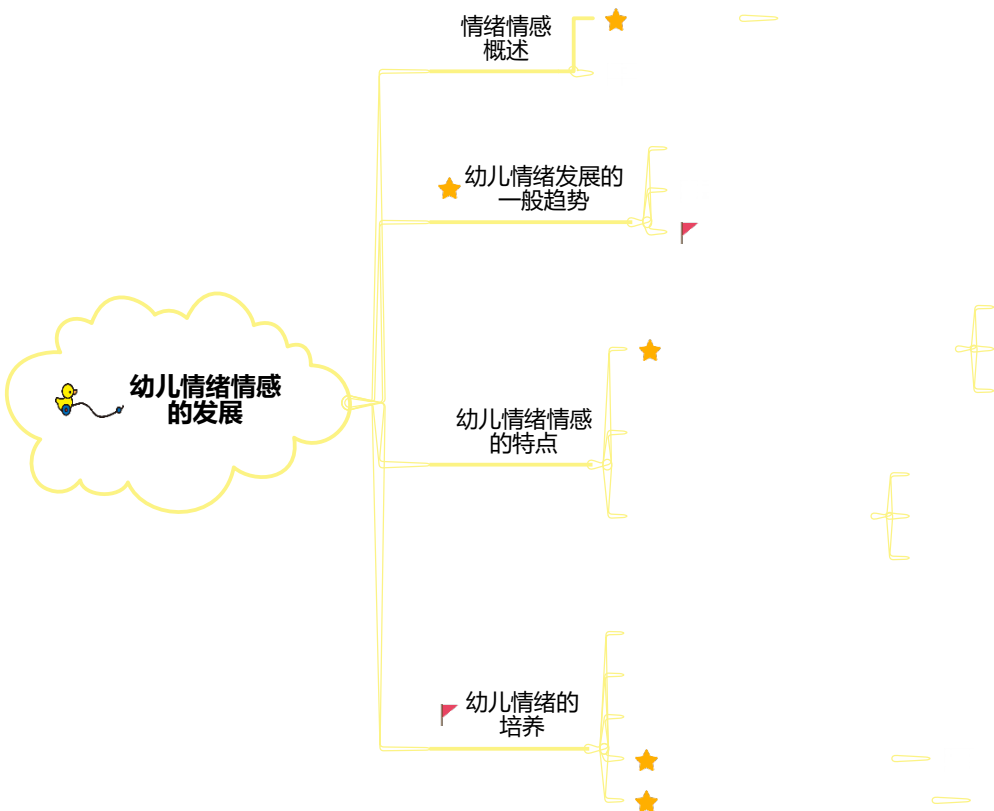 情绪情感
概述
幼儿情绪发展的
一般趋势
幼儿情绪情感
的发展
幼儿情绪情感
的特点
幼儿情绪的
培养